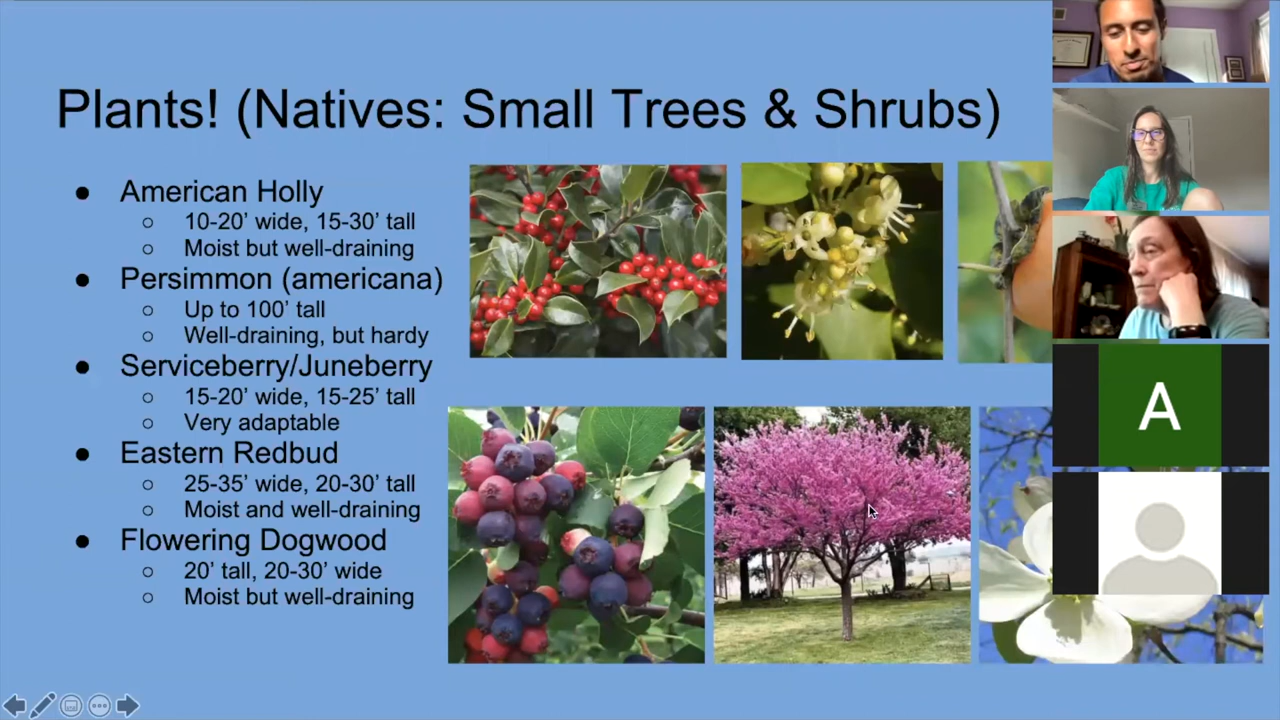 Plants! (Natives: Small Trees & Shrubs)
● American Holly
○ 10-20' wide, 15-30' tall
○ Moist but well-draining
● Persimmon (americana)
○ Up to 100' tall
○ Well-draining, but hardy
● Serviceberry/Juneberry
○ 15-20' wide, 15-25' tall
○ Very adaptable
● Eastern Redbud
○ 25-35' wide, 20-30' tall
○ Moist and well-draining
● Flowering Dogwood
○ 20' tall, 20-30' wide
○ Moist but well-draining
A